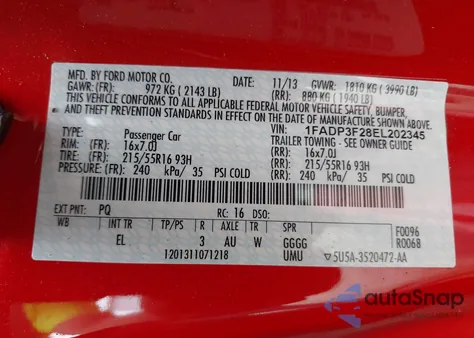 MFD. BY FORD MOTOR CO.    DATE: 11/13    GVWR: 1810 KG ( 3990 LB)
GAWR: (FR) 972 KG ( 2143 LB)    (RR) 880 KG ( 1940 LB)
THIS VEHICLE CONFORMS TO ALL APPLICABLE FEDERAL MOTOR VEHICLE SAFETY, BUMPER,
AND THEFT PREVENTION STANDARDS IN EFFECT ON THE DATE OF MANUFACTURE SHOWN ABOVE.
VIN: 1FADP3F28EL202345
TYPE: Passenger Car    TRAILER TOWING - SEE OWNER GUIDE
RIM: (FR) 16x7.0J    (RR): 16x7.0J
TIRE: (FR) 215/55R16 93H    (RR): 215/55R16 93H
PRESSURE: (FR) 240 kPa/ 35 PSI COLD    (RR): 240 kPa/ 35 PSI COLD
EXT PNT: PQ    RC: 16 DSO:    F0096
WB    INT TR    TP/PS    R    AX    TR    SPR    R0068
EL    3    AU    W    GGGG
1201311071218    UMU    5U5A-3520472-AA
autoSnap